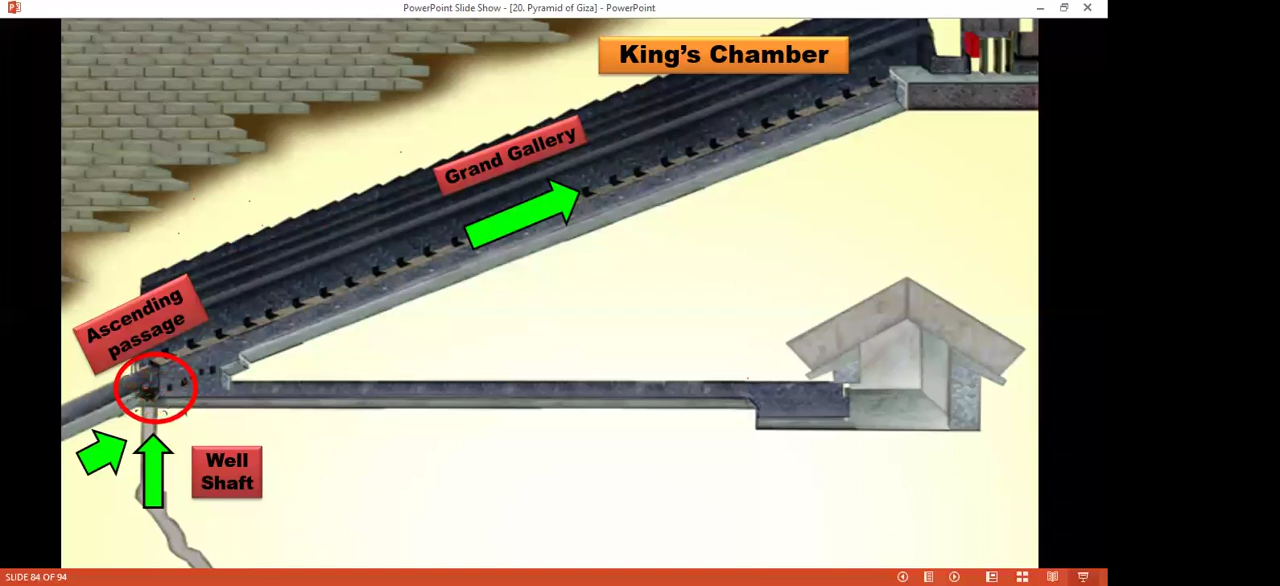 PowerPoint Slide Show - [20. Pyramid of Giza] - PowerPoint
King's Chamber
Grand Gallery
Ascending
passage
Well
Shaft
SLIDE 84 OF 94